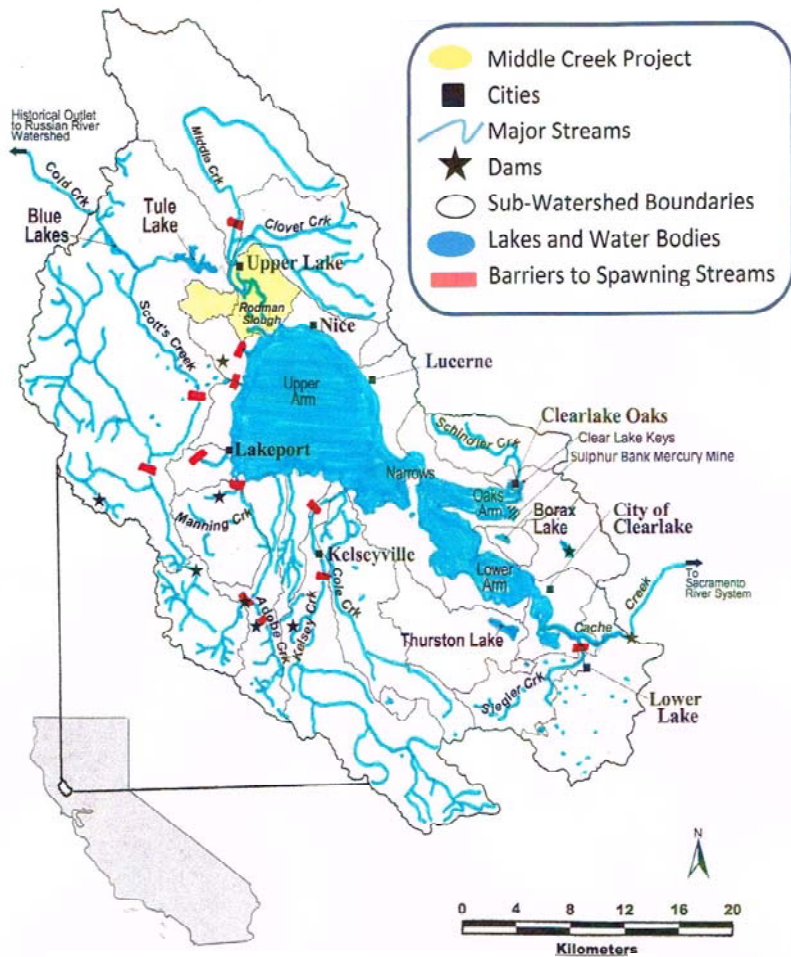 Middle Creek Project
Cities
Major Streams
Dams
Sub-Watershed Boundaries
Lakes and Water Bodies
Barriers to Spawning Streams
Historical Outlet
to Russian River
Watershed
Cold Crk
Blue
Lakes
Tule
Lake
Middle Crk
Clover Crk
Upper Lake
Rodman
Slough
Scott's Creek
Nice
Lucerne
Upper
Arm
Lakeport
Schindler Crk
Clearlake Oaks
Clear Lake Keys
Sulphur Bank Mercury Mine
Narrows
Oaks
Arm
Borax
Lake
City of
Clearlake
Manning Crk
Kelseyville
Cole Crk
Adobe Crk
Kelsey Crk
Lower
Arm
Thurston Lake
Cache
Creek
To
Sacramento
River System
Siegler Crk
Lower
Lake
N
0 4 8 12 16 20
Kilometers